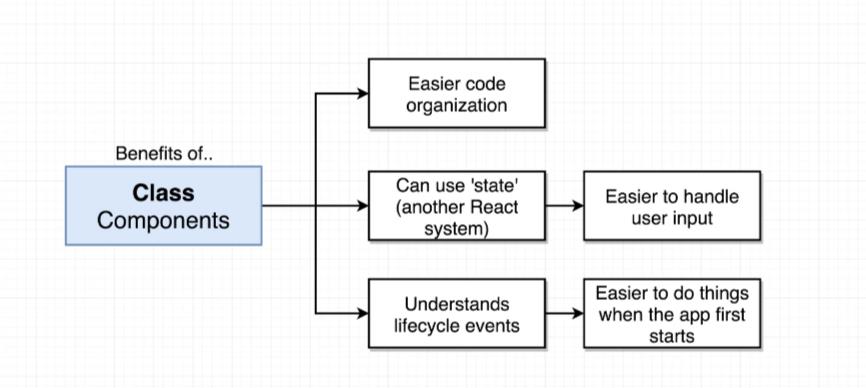 Benefits of..
Class
Components
Easier code
organization
Can use 'state'
(another React
system)
Easier to handle
user input
Understands
lifecycle events
Easier to do things
when the app first
starts